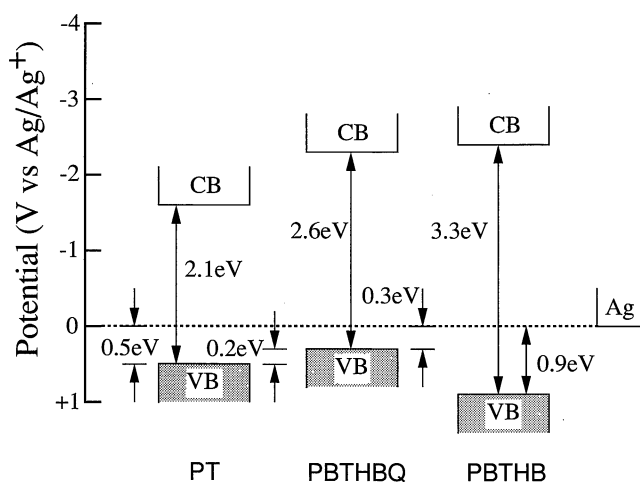 Potential (V vs Ag/Ag+)
-4
-3
-2
-1
0
+1
CB
CB
CB
2.1eV
2.6eV
3.3eV
0.3eV
Ag
0.5eV
0.2eV
0.9eV
VB
VB
VB
PT
PBTHBQ
PBTHB